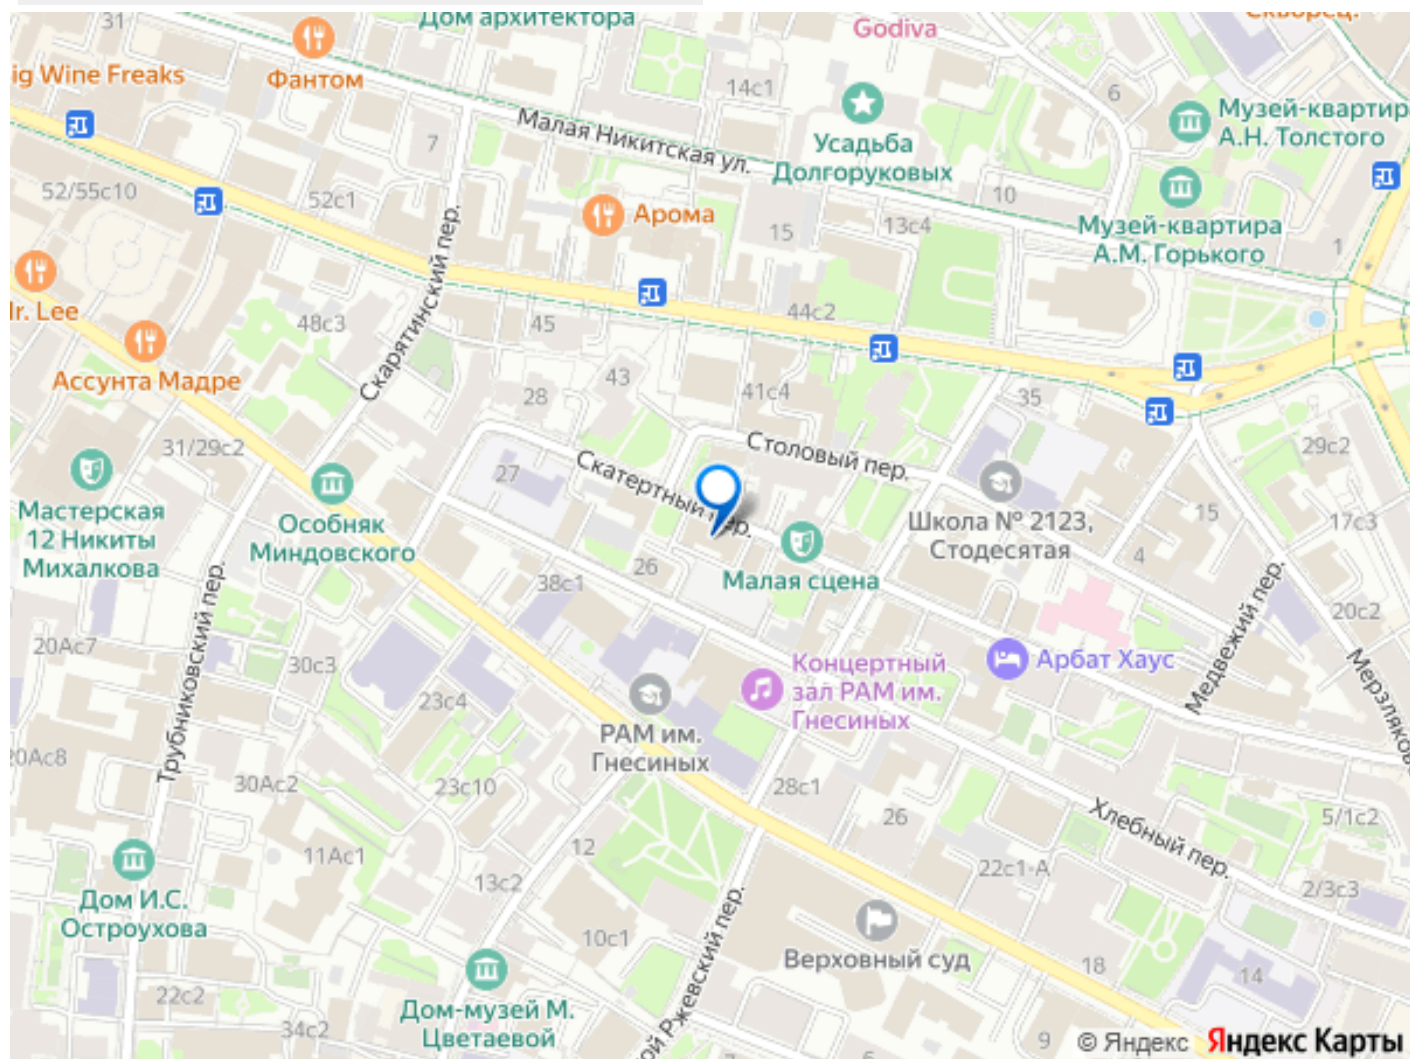 31
Дом архитектора
Godiva
ig Wine Freaks
Фантом
14с1
6
Музей-квартир
А.Н. Толстого
7
Малая Никитская ул.
Усадьба
Долгоруковых
52/55с10
52с1
Арома
10
15
13с4
Музей-квартира
А.М. Горького
1
Скарятинский пер.
Ir. Lee
48с3
45
44с2
Ассунта Мадре
43
28
41с4
35
31/29с2
Столовый пер.
29с2
27
Скатертный пер.
Мастерская
12 Никиты
Михалкова
Особняк
Миндовского
Школа № 2123,
Стодесятая
15
17с3
4
26
Малая сцена
38с1
Медвежий пер.
20с2
20Ас7
Трубниковский пер.
30с3
Концертный
зал РАМ им.
Гнесиных
Арбат Хаус
Мерзляково
23с4
РАМ им.
Гнесиных
20Ас8
30Ас2
23с10
28с1
26
Хлебный пер.
5/1с2
12
11Ас1
13с2
22с1-А
2/3с3
Дом И.С.
Остроухова
10с1
ой Ржевский пер.
Верховный суд
18
14
22с2
34с2
Дом-музей М.
Цветаевой
9
© Яндекс Яндекс Карты